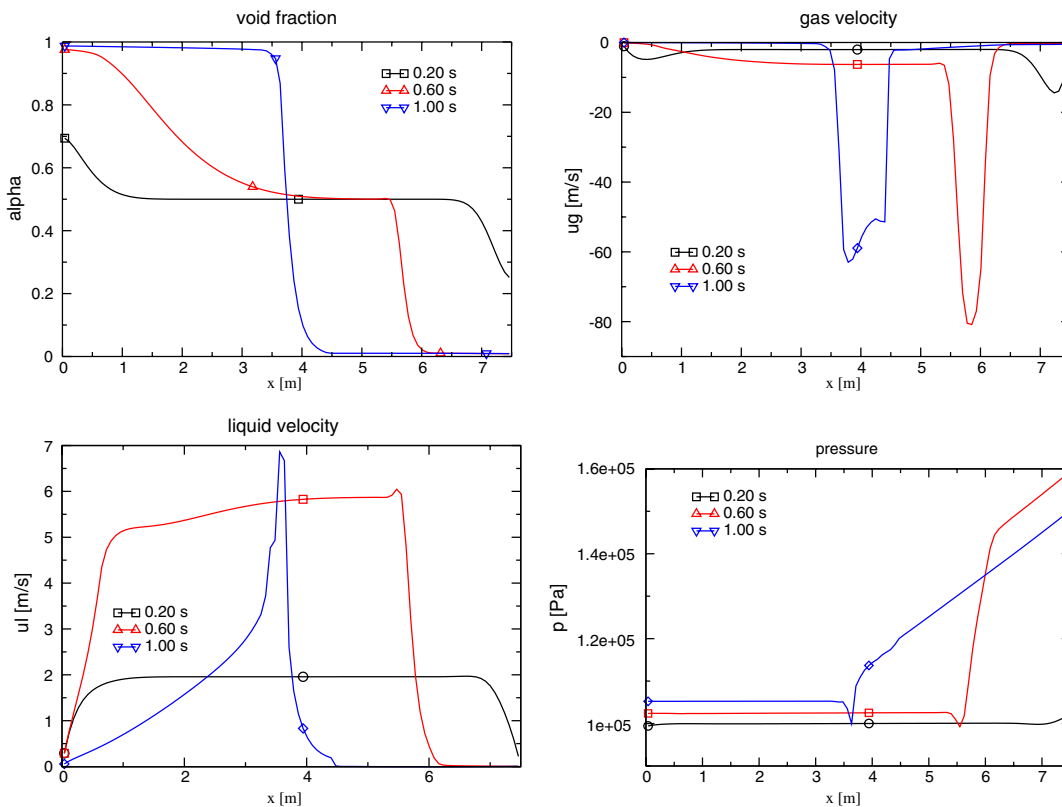 void fraction
1
0.8
0.6
0.4
0.2
0
alpha
0.20 s
0.60 s
1.00 s
0 1 2 3 4 5 6 7
x [m]
gas velocity
0
-20
-40
-60
-80
ug [m/s]
0.20 s
0.60 s
1.00 s
0 1 2 3 4 5 6 7
x [m]
liquid velocity
7
6
5
4
3
2
1
0
ul [m/s]
0.20 s
0.60 s
1.00 s
0 2 4 6
x [m]
pressure
1.6e+05
1.4e+05
1.2e+05
1e+05
p [Pa]
0.20 s
0.60 s
1.00 s
0 1 2 3 4 5 6 7
x [m]